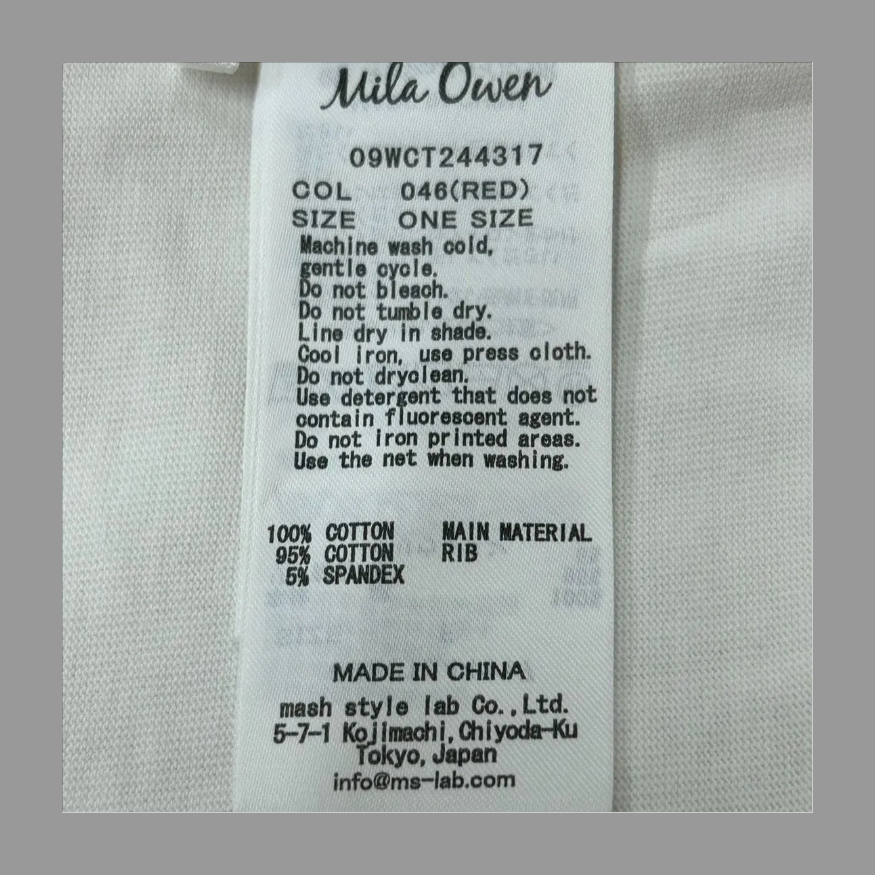 Mila Owen
09WCT244317
COL 046(RED)
SIZE ONE SIZE
Machine wash cold,
gentle cycle.
Do not bleach.
Do not tumble dry.
Line dry in shade.
Cool iron, use press cloth.
Do not dryclean.
Use detergent that does not
contain fluorescent agent.
Do not iron printed areas.
Use the net when washing.
100% COTTON MAIN MATERIAL
95% COTTON RIB
5% SPANDEX
MADE IN CHINA
mash style lab Co.,Ltd.
5-7-1 Kojimachi,Chiyoda-Ku
Tokyo,Japan
info@ms-lab.com